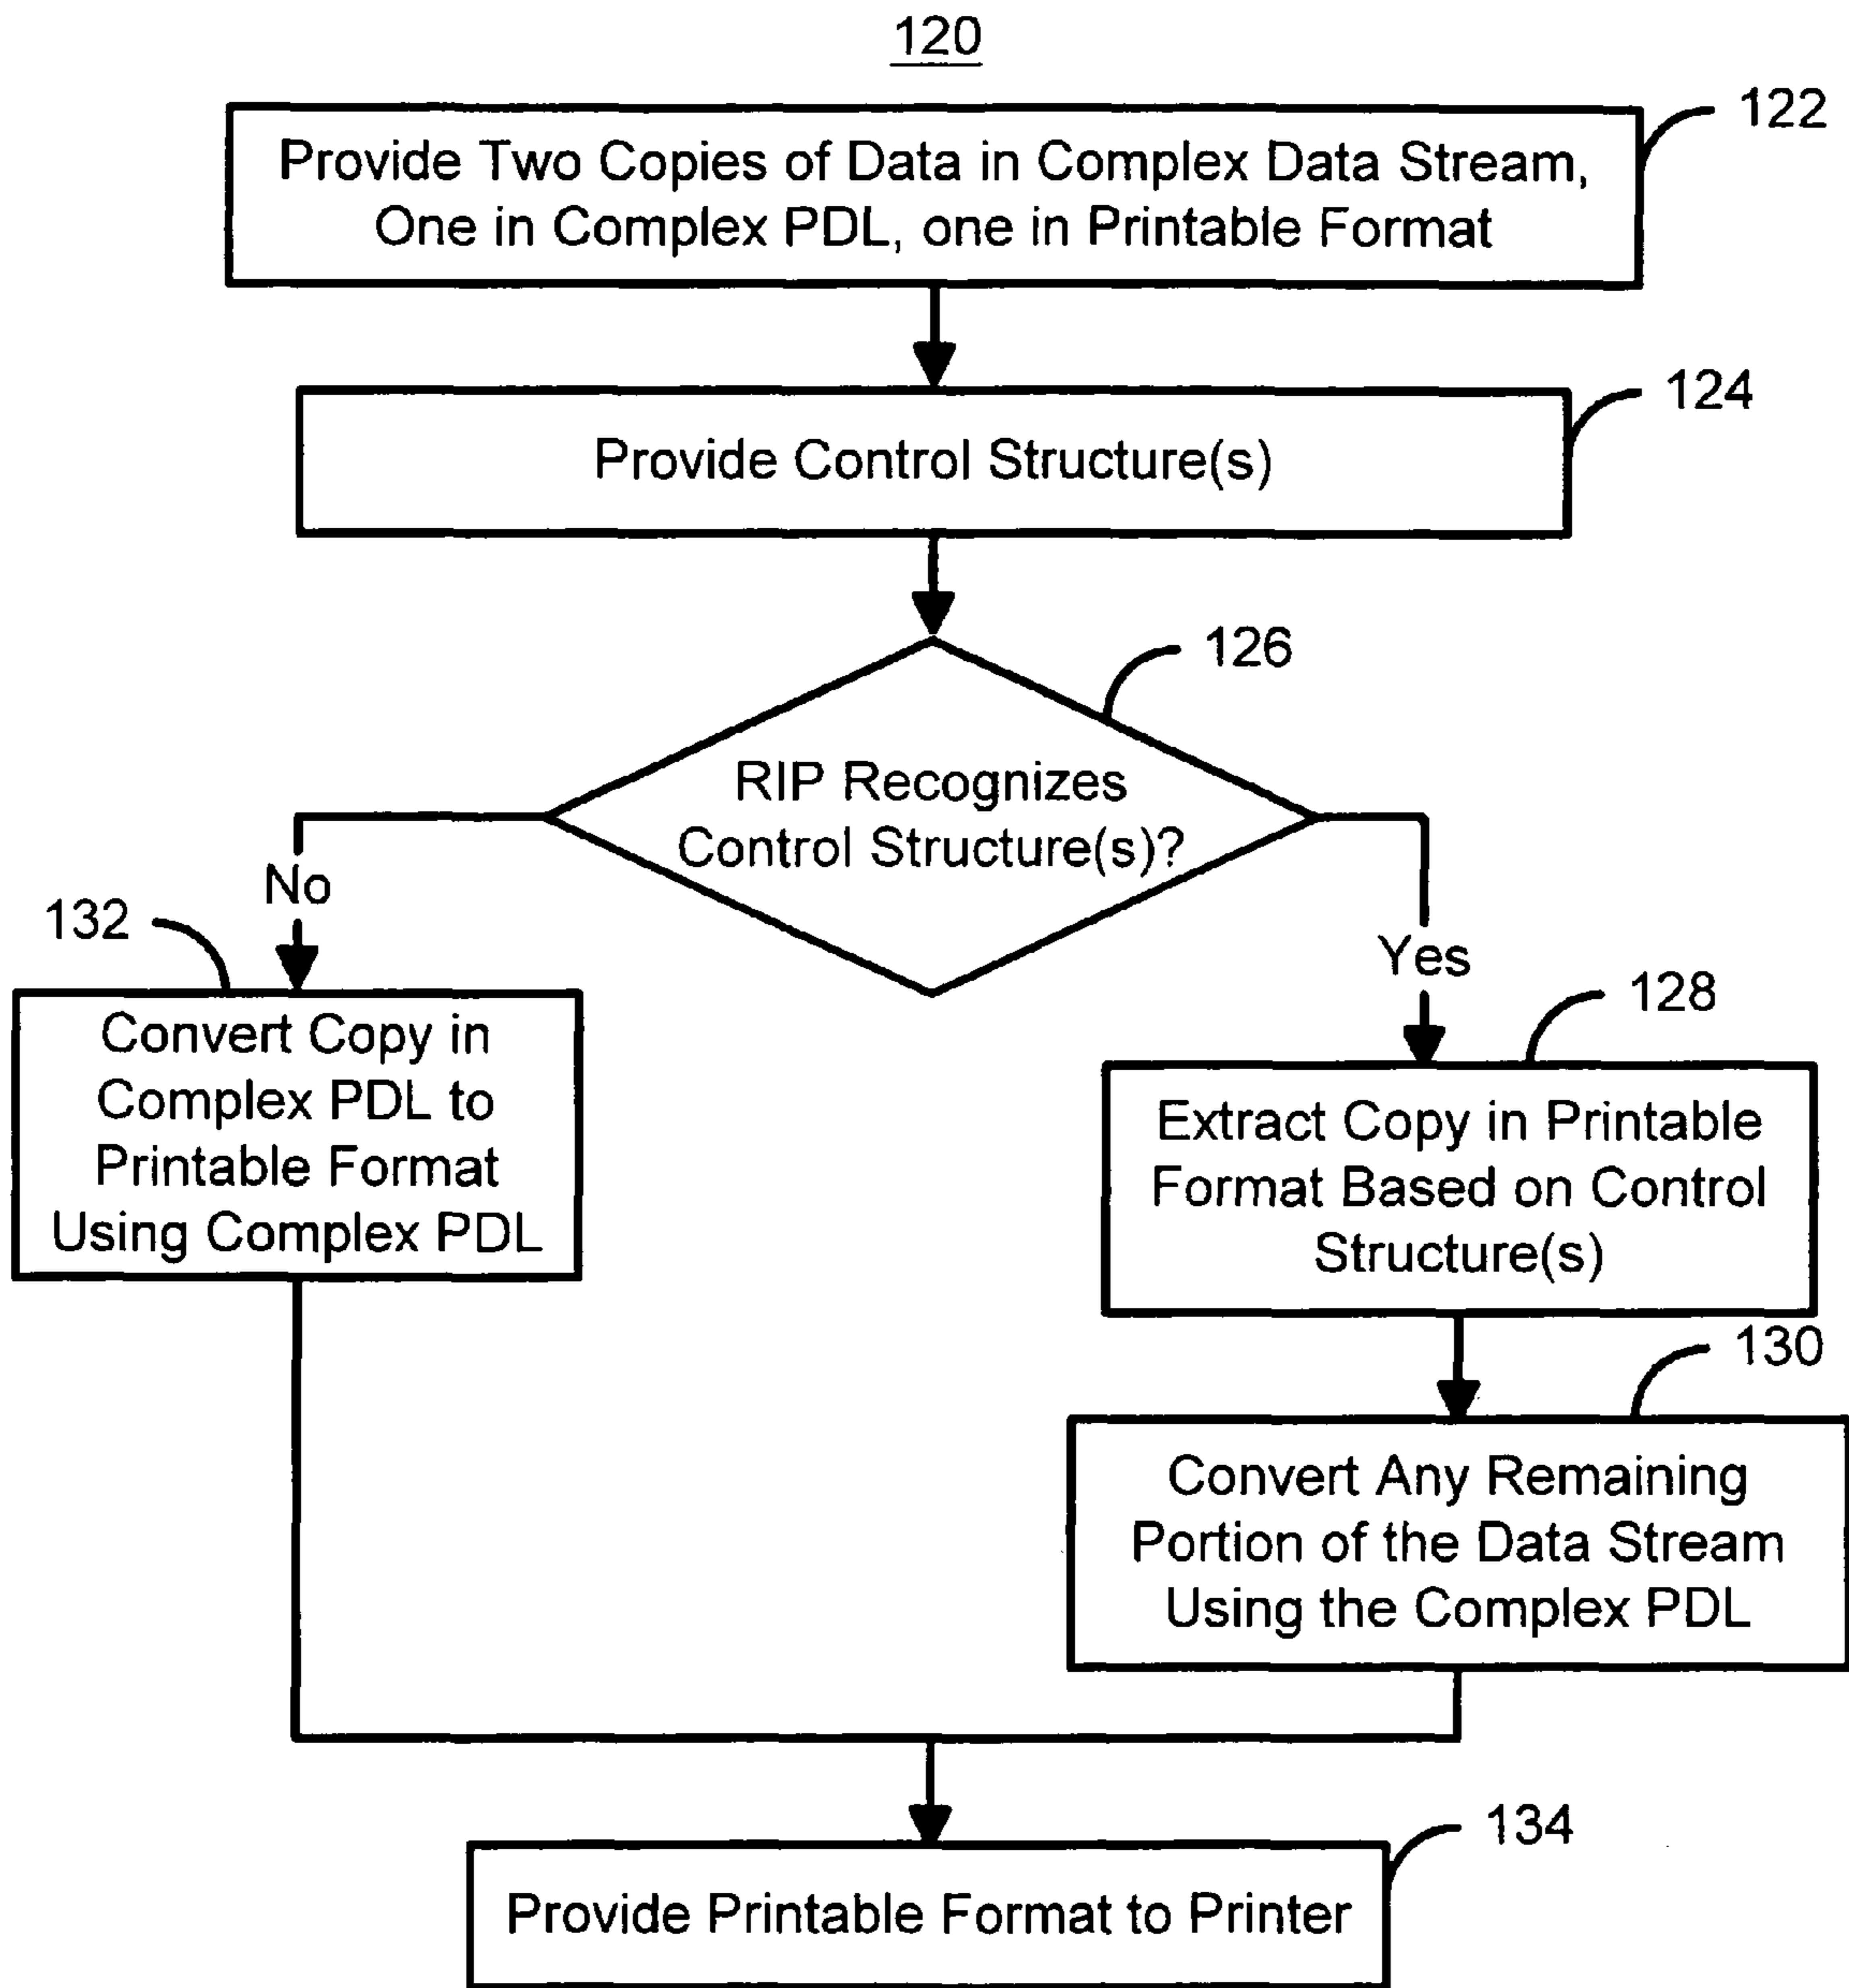 120
122
Provide Two Copies of Data in Complex Data Stream,
One in Complex PDL, one in Printable Format
124
Provide Control Structure(s)
126
RIP Recognizes
Control Structure(s)?
No
Yes
132
Convert Copy in
Complex PDL to
Printable Format
Using Complex PDL
128
Extract Copy in Printable
Format Based on Control
Structure(s)
130
Convert Any Remaining
Portion of the Data Stream
Using the Complex PDL
134
Provide Printable Format to Printer